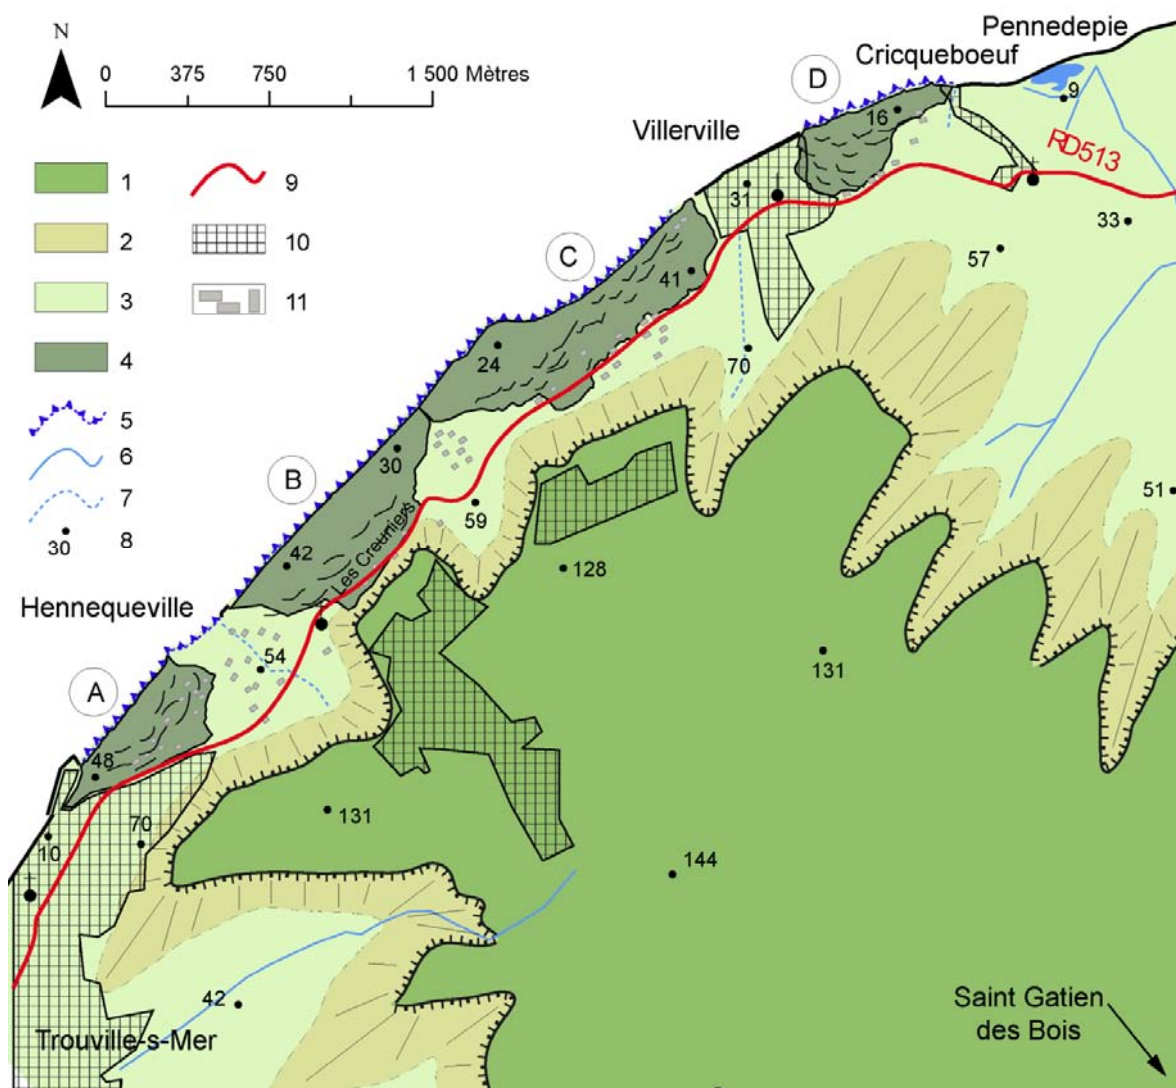 N
0 375 750 1 500 Mètres
Pennedepie
Cricqueboeuf
D
16
9
Villerville
RD513
1
9
31
33
2
10
57
C
41
3
11
24
70
4
5
B
30
6
59
51
7
Les Creuniers
30
8
42
128
Hennequeville
54
131
A
48
131
70
10
144
42
Saint Gatien
des Bois
Trouville-s-Mer